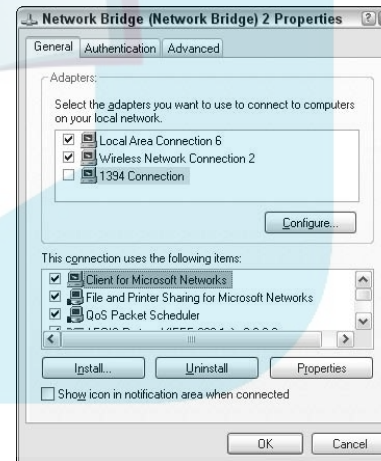 Network Bridge (Network Bridge) 2 Properties
General Authentication Advanced
Adapters:
Select the adapters you want to use to connect to computers
on your local network.
Local Area Connection 6
Wireless Network Connection 2
1394 Connection
Configure...
This connection uses the following items:
Client for Microsoft Networks
File and Printer Sharing for Microsoft Networks
QoS Packet Scheduler
Install... Uninstall Properties
Show icon in notification area when connected
OK Cancel